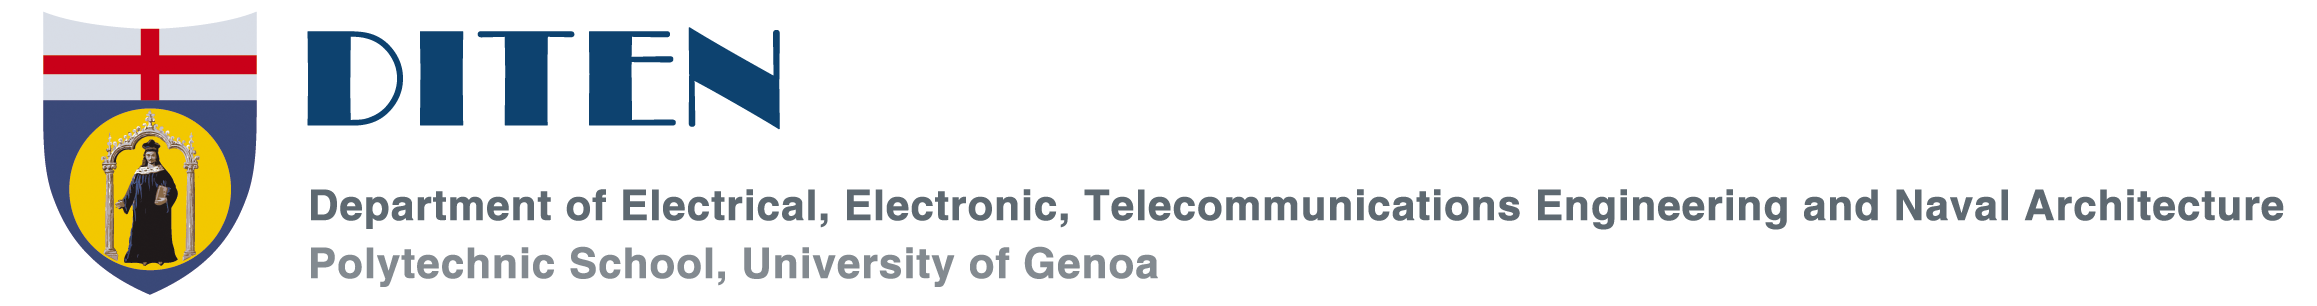 DITEN
Department of Electrical, Electronic, Telecommunications Engineering and Naval Architecture
Polytechnic School, University of Genoa